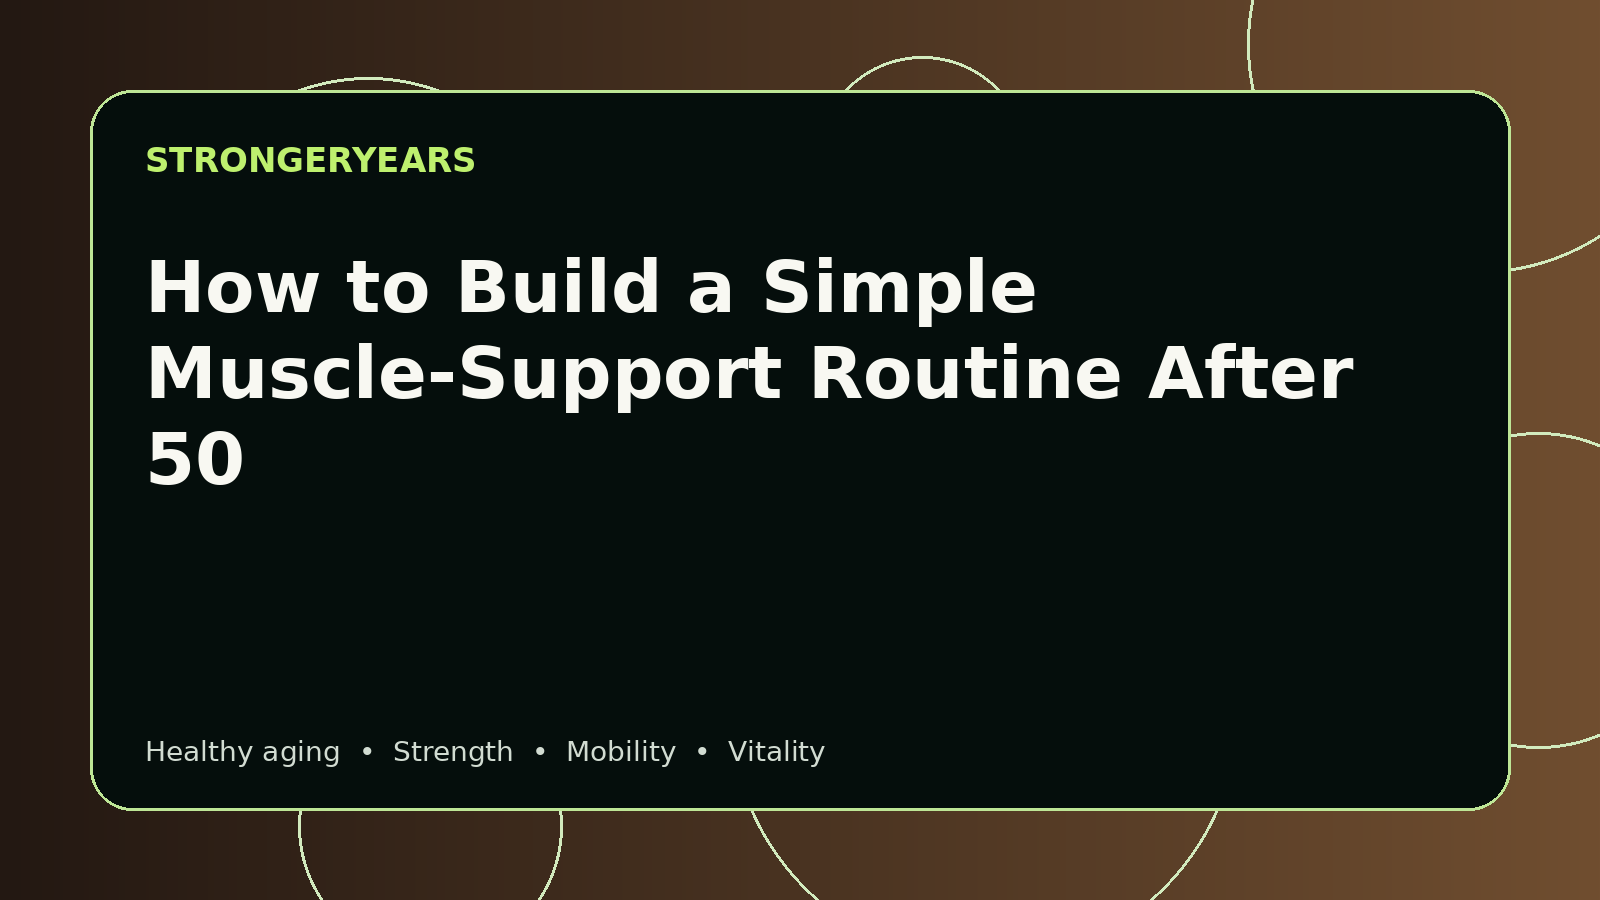 STRONGERYEARS
How to Build a Simple
Muscle-Support Routine After
50
Healthy aging • Strength • Mobility • Vitality